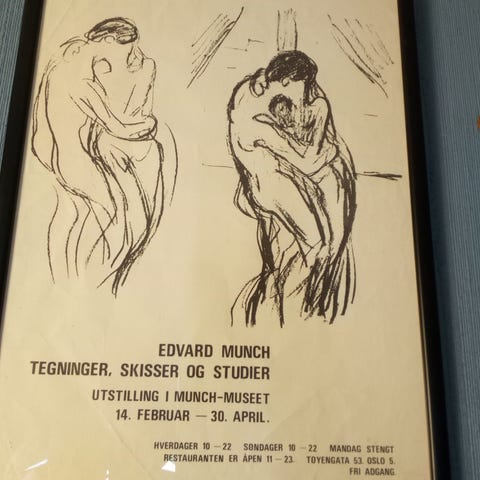 EDVARD MUNCH
TEGNINGER, SKISSER OG STUDIER
UTSTILLING I MUNCH-MUSEET
14. FEBRUAR — 30. APRIL.
HVERDAGER 10 — 22 SØNDAGER 10 — 22 MANDAG STENGT
RESTAURANTEN ER ÅPEN 11 — 23. TØYENGATA 53. OSLO 5.
FRI ADGANG.